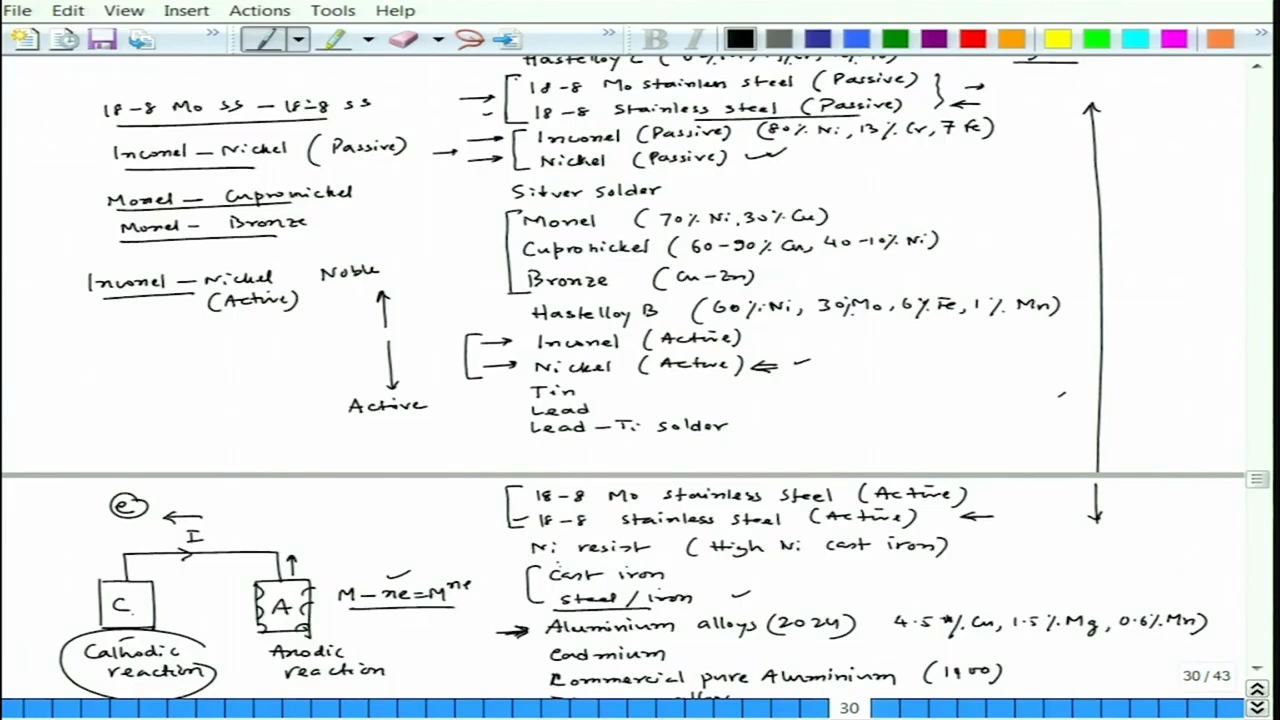 File Edit View Insert Actions Tools Help
Hastelloy C
18-8 Mo stainless steel (Passive)
18-8 Mo SS - 18-8 SS
18-8 Stainless steel (Passive)
Inconel (Passive) (80% Ni, 13% Cr, 7 Fe)
Inconel - Nickel (Passive)
Nickel (Passive)
Silver solder
Monel - Cupronickel
Monel (70% Ni, 30% Cu)
Monel - Bronze
Cupronickel (60-90% Cu, 40-10% Ni)
Inconel - Nickel
(Active)
Noble
Bronze (Cu-Zn)
Hastelloy B (60% Ni, 30% Mo, 6% Fe, 1% Mn)
Inconel (Active)
Nickel (Active)
Tin
Active
Lead
Lead - Ti solder
e
18-8 Mo stainless steel (Active)
I
18-8 stainless steel (Active)
Ni resist (High Ni cast iron)
Cast iron
C
A
M - ne = M^ne
Steel / iron
Aluminium alloys (2024) 4.5% Cu, 1.5% Mg, 0.6% Mn)
Cathodic
reaction
Anodic
reaction
Cadmium
Commercial pure Aluminium (1100)
30 / 43
30